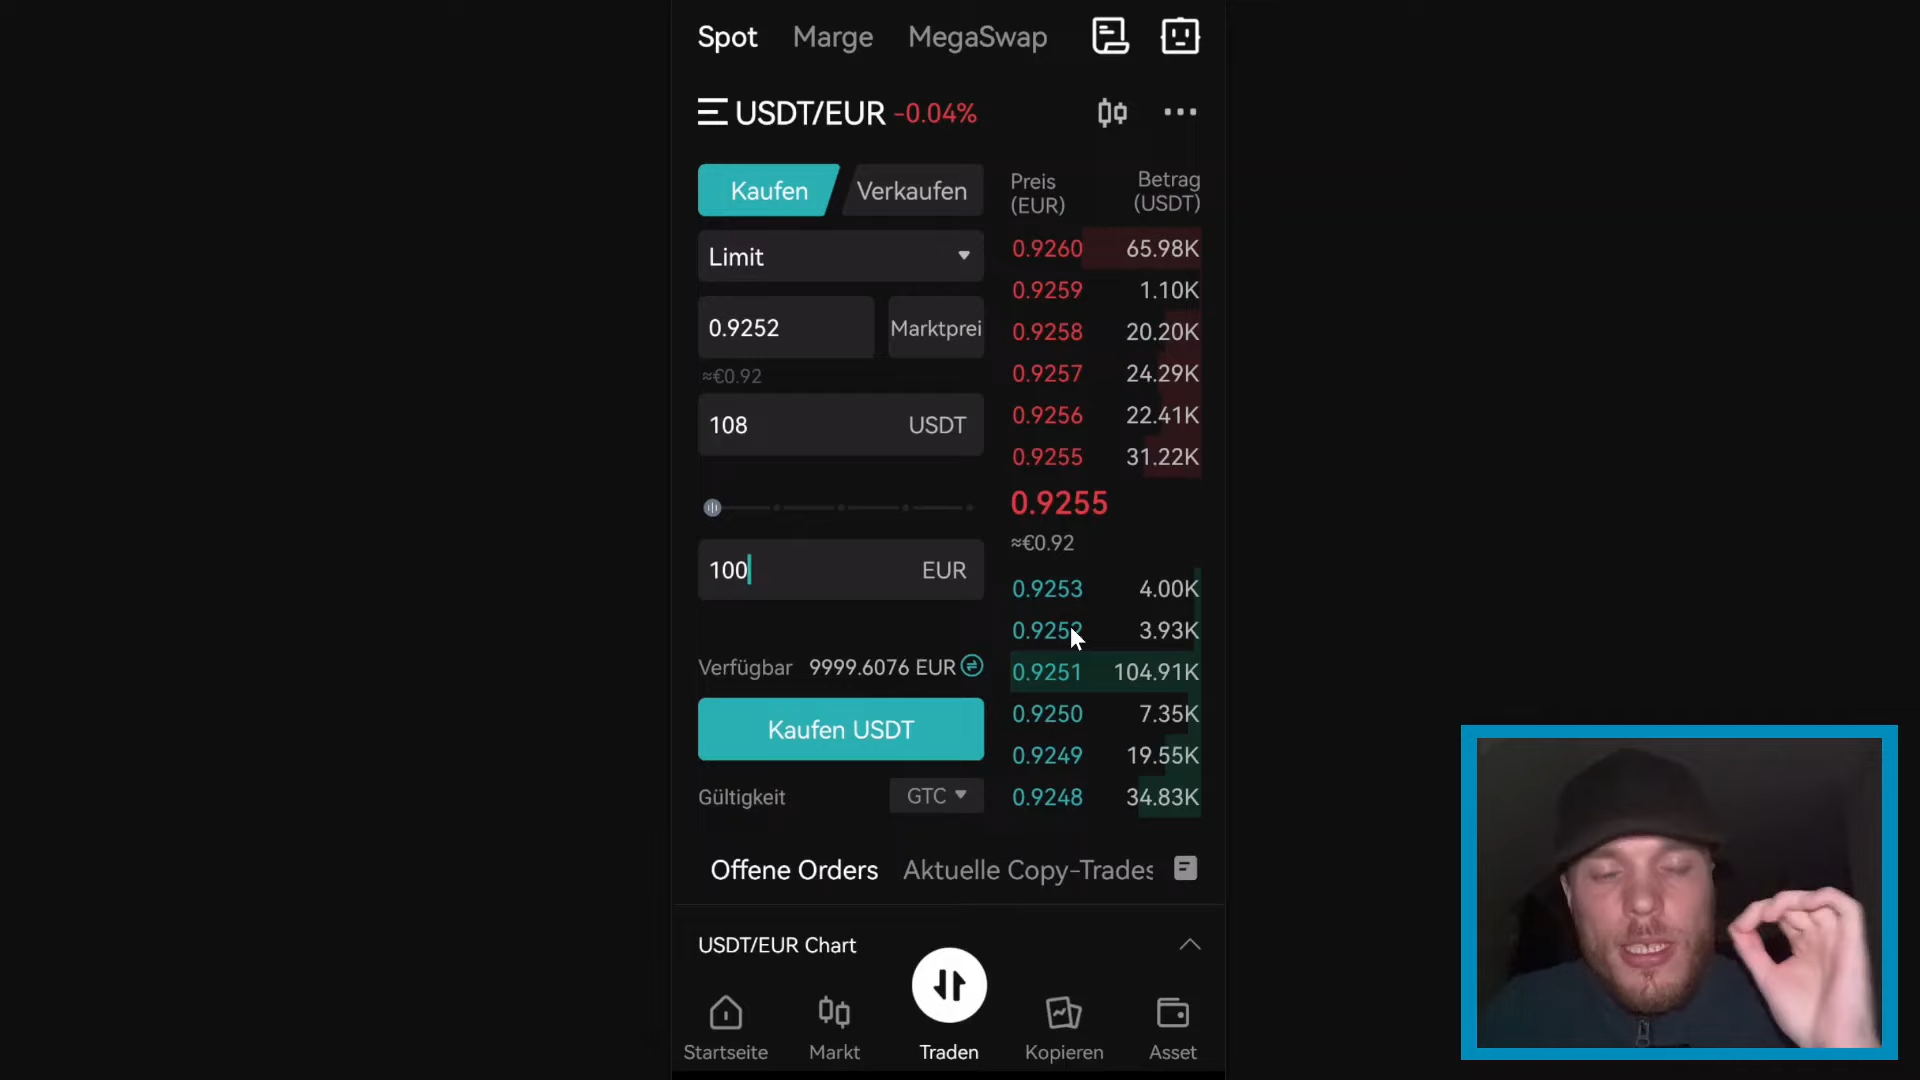 Spot Marge MegaSwap
USDT/EUR -0.04%
Kaufen Verkaufen
Limit
0.9252 Marktprei
≈€0.92
108 USDT
100 EUR
Verfügbar 9999.6076 EUR
Kaufen USDT
Gültigkeit GTC
Preis Betrag
(EUR) (USDT)
0.9260 65.98K
0.9259 1.10K
0.9258 20.20K
0.9257 24.29K
0.9256 22.41K
0.9255 31.22K
0.9255
≈€0.92
0.9253 4.00K
0.9252 3.93K
0.9251 104.91K
0.9250 7.35K
0.9249 19.55K
0.9248 34.83K
Offene Orders Aktuelle Copy-Trades
USDT/EUR Chart
Startseite Markt Traden Kopieren Asset